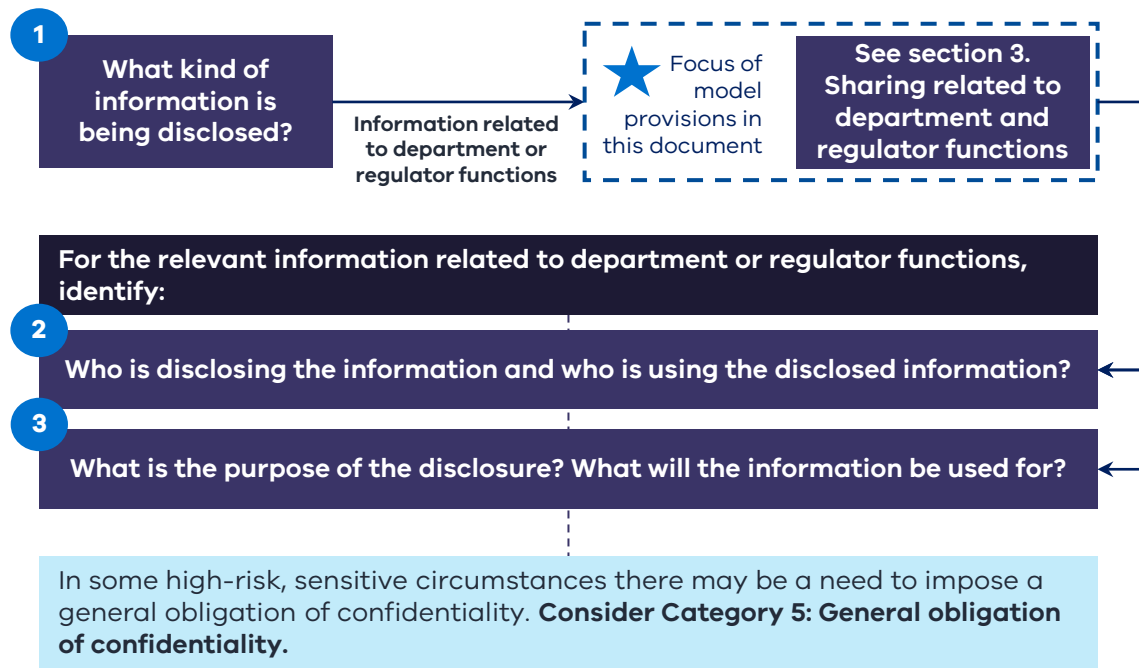 1
What kind of
information is
being disclosed?
Information related
to department or
regulator functions
Focus of
model
provisions in
this document
See section 3.
Sharing related to
department and
regulator functions
For the relevant information related to department or regulator functions,
identify:
2
Who is disclosing the information and who is using the disclosed information?
3
What is the purpose of the disclosure? What will the information be used for?
In some high-risk, sensitive circumstances there may be a need to impose a
general obligation of confidentiality. Consider Category 5: General obligation
of confidentiality.